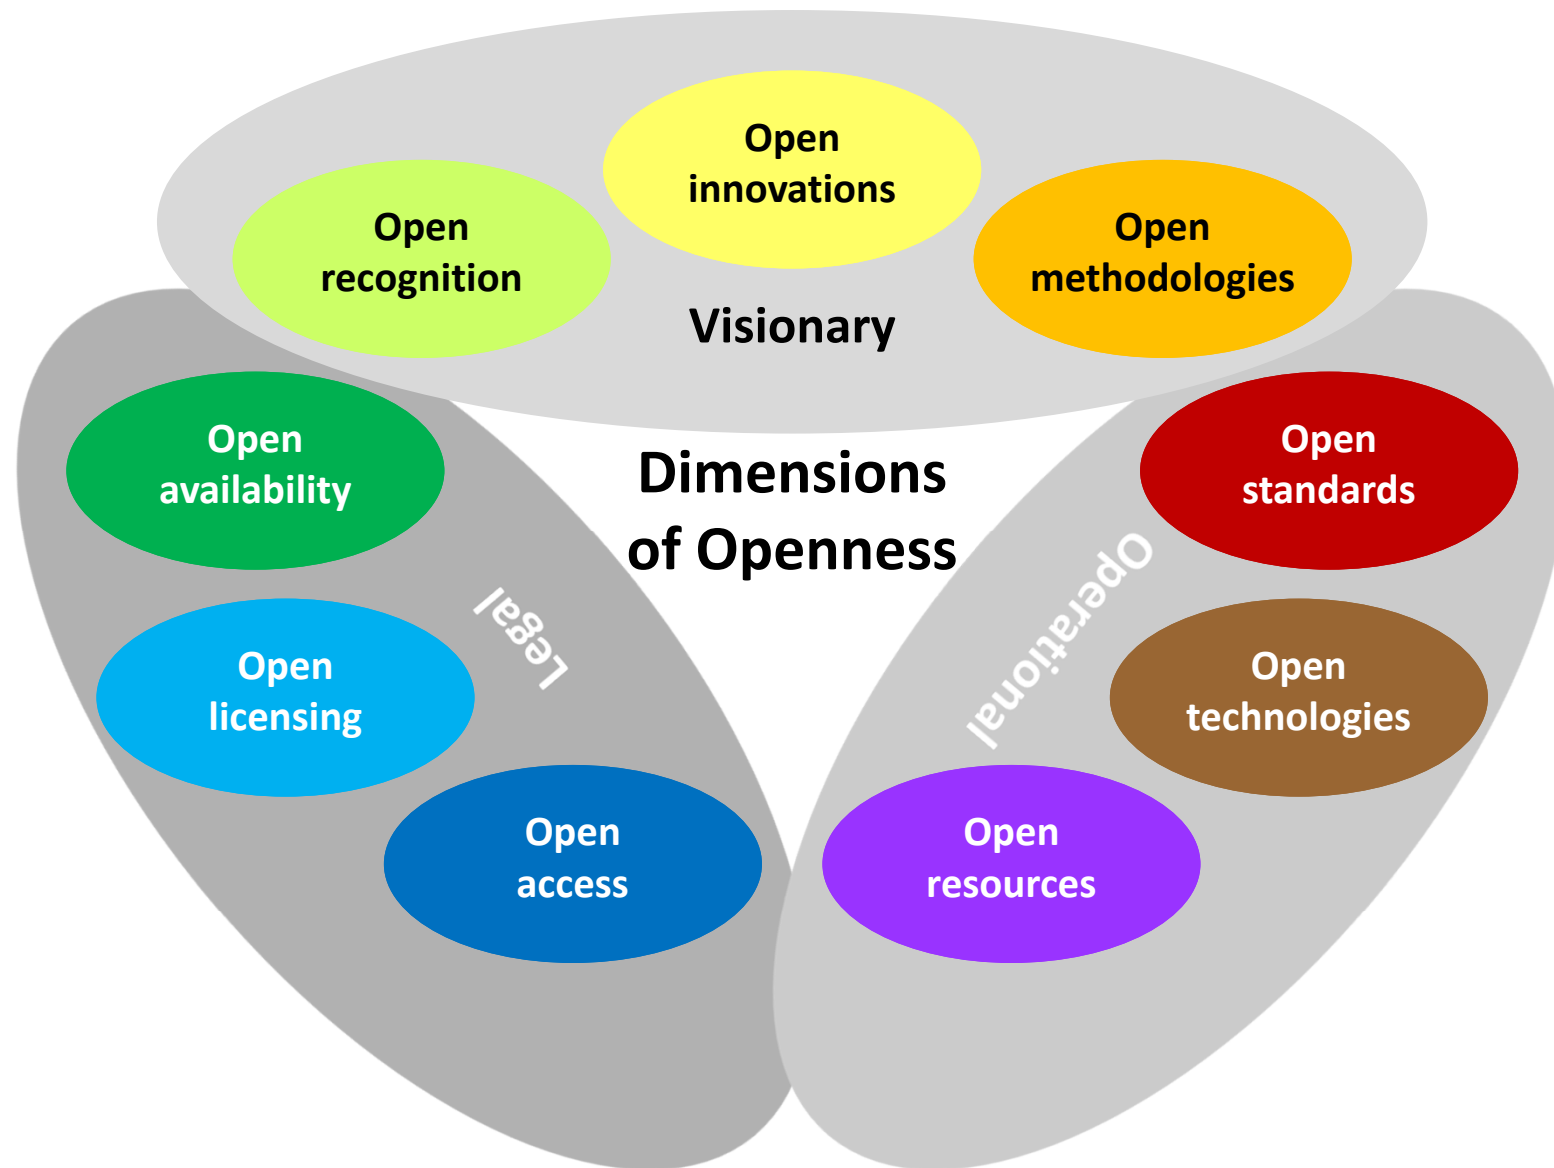 Open
innovations
Open
recognition
Open
methodologies
Visionary
Open
availability
Dimensions
of Openness
Open
standards
Legal
Operational
Open
licensing
Open
technologies
Open
access
Open
resources